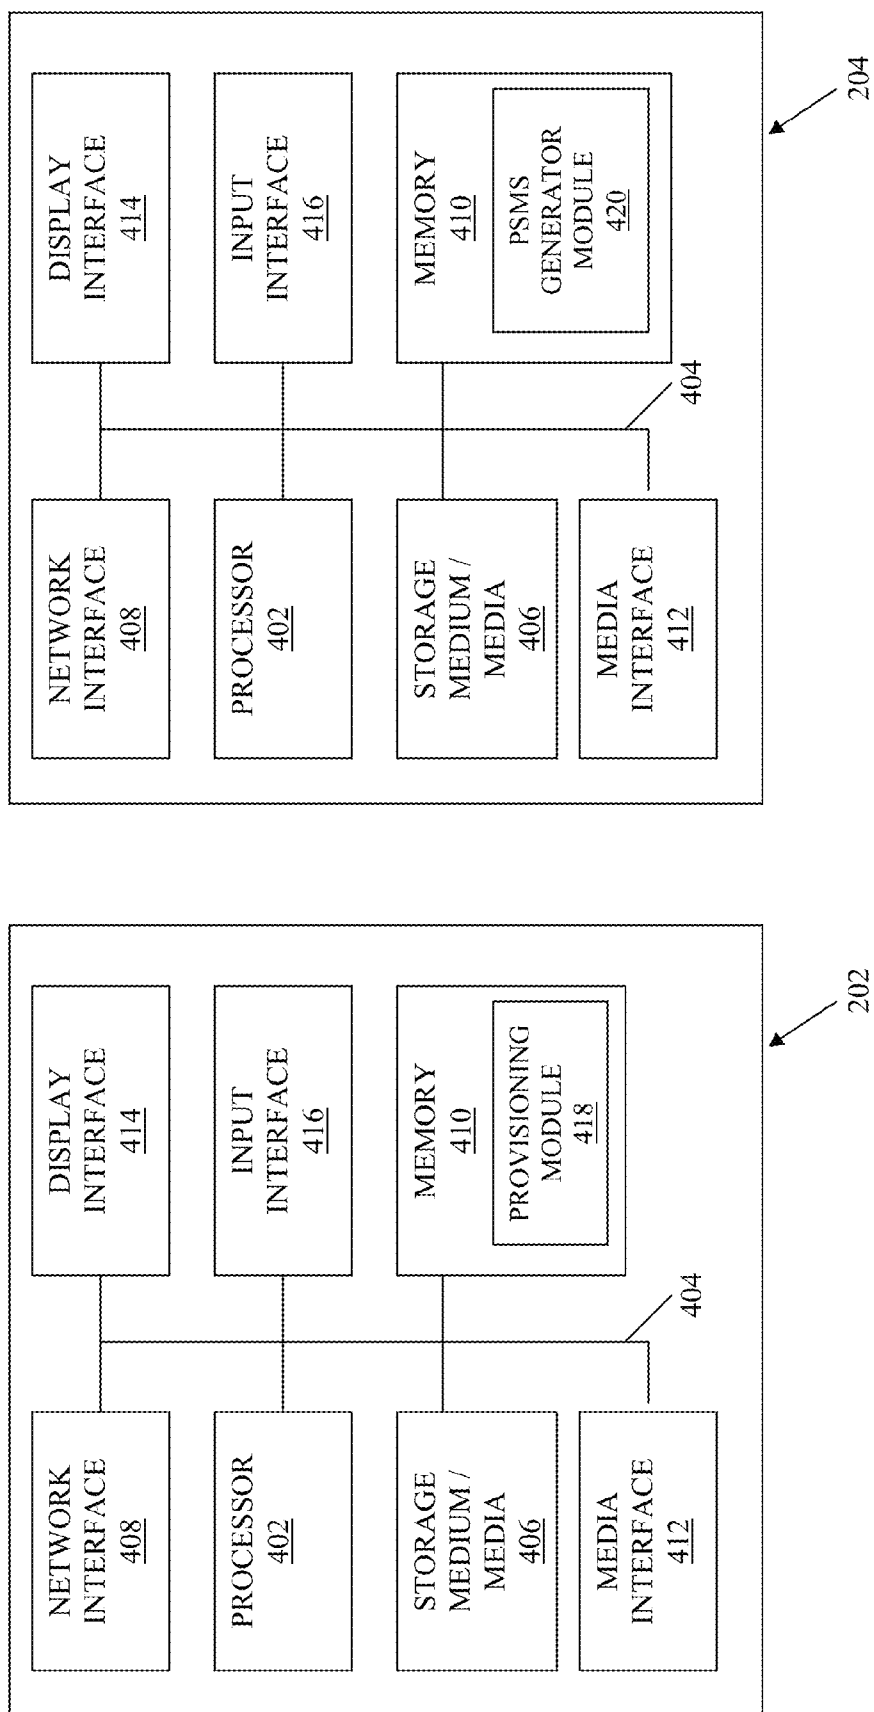 NETWORK
INTERFACE
408
DISPLAY
INTERFACE
414
PROCESSOR
402
INPUT
INTERFACE
416
STORAGE
MEDIUM /
MEDIA
406
MEMORY
410
PROVISIONING
MODULE
418
MEDIA
INTERFACE
412
404
202
NETWORK
INTERFACE
408
DISPLAY
INTERFACE
414
PROCESSOR
402
INPUT
INTERFACE
416
STORAGE
MEDIUM /
MEDIA
406
MEMORY
410
PSMS
GENERATOR
MODULE
420
MEDIA
INTERFACE
412
404
204